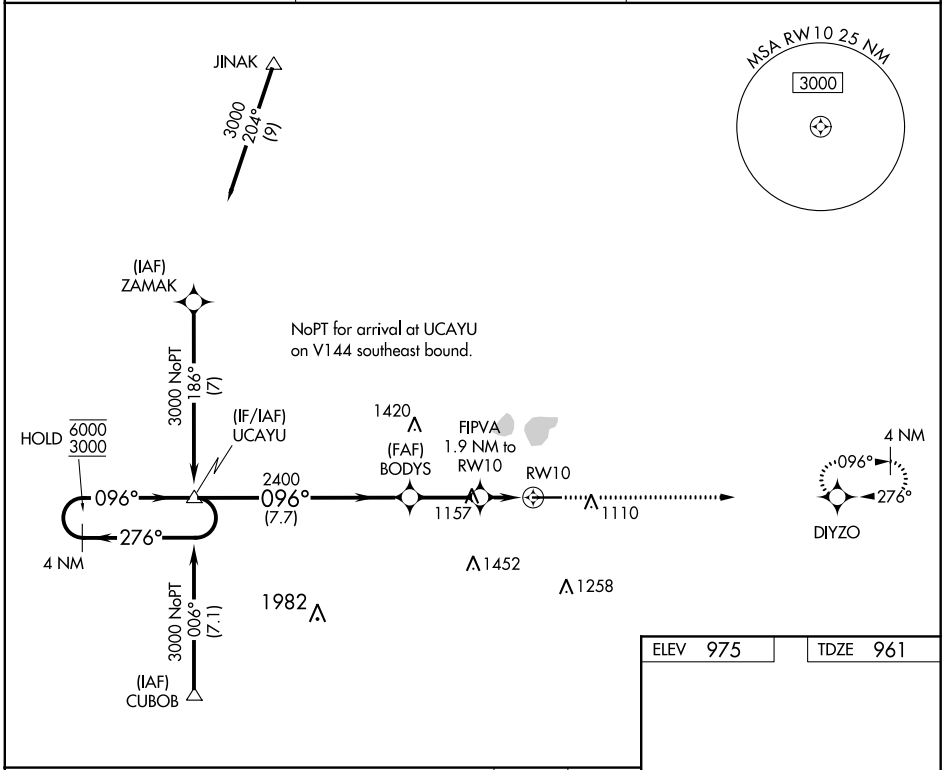 JINAK
3000
204°
(9)
MSA RW10 25 NM
3000
(IAF)
ZAMAK
3000 NoPT
186°
(7)
NoPT for arrival at UCAYU
on V144 southeast bound.
HOLD 6000
3000
(IF/IAF)
UCAYU
1420
(FAF)
BODYS
FIPVA
1.9 NM to
RW10
RW10
2400
096°
(7.7)
096°
276°
4 NM
1157
1110
4 NM
096°
276°
DIYZO
1452
1258
1982
3000 NoPT
006°
(7.1)
(IAF)
CUBOB
ELEV 975
TDZE 961